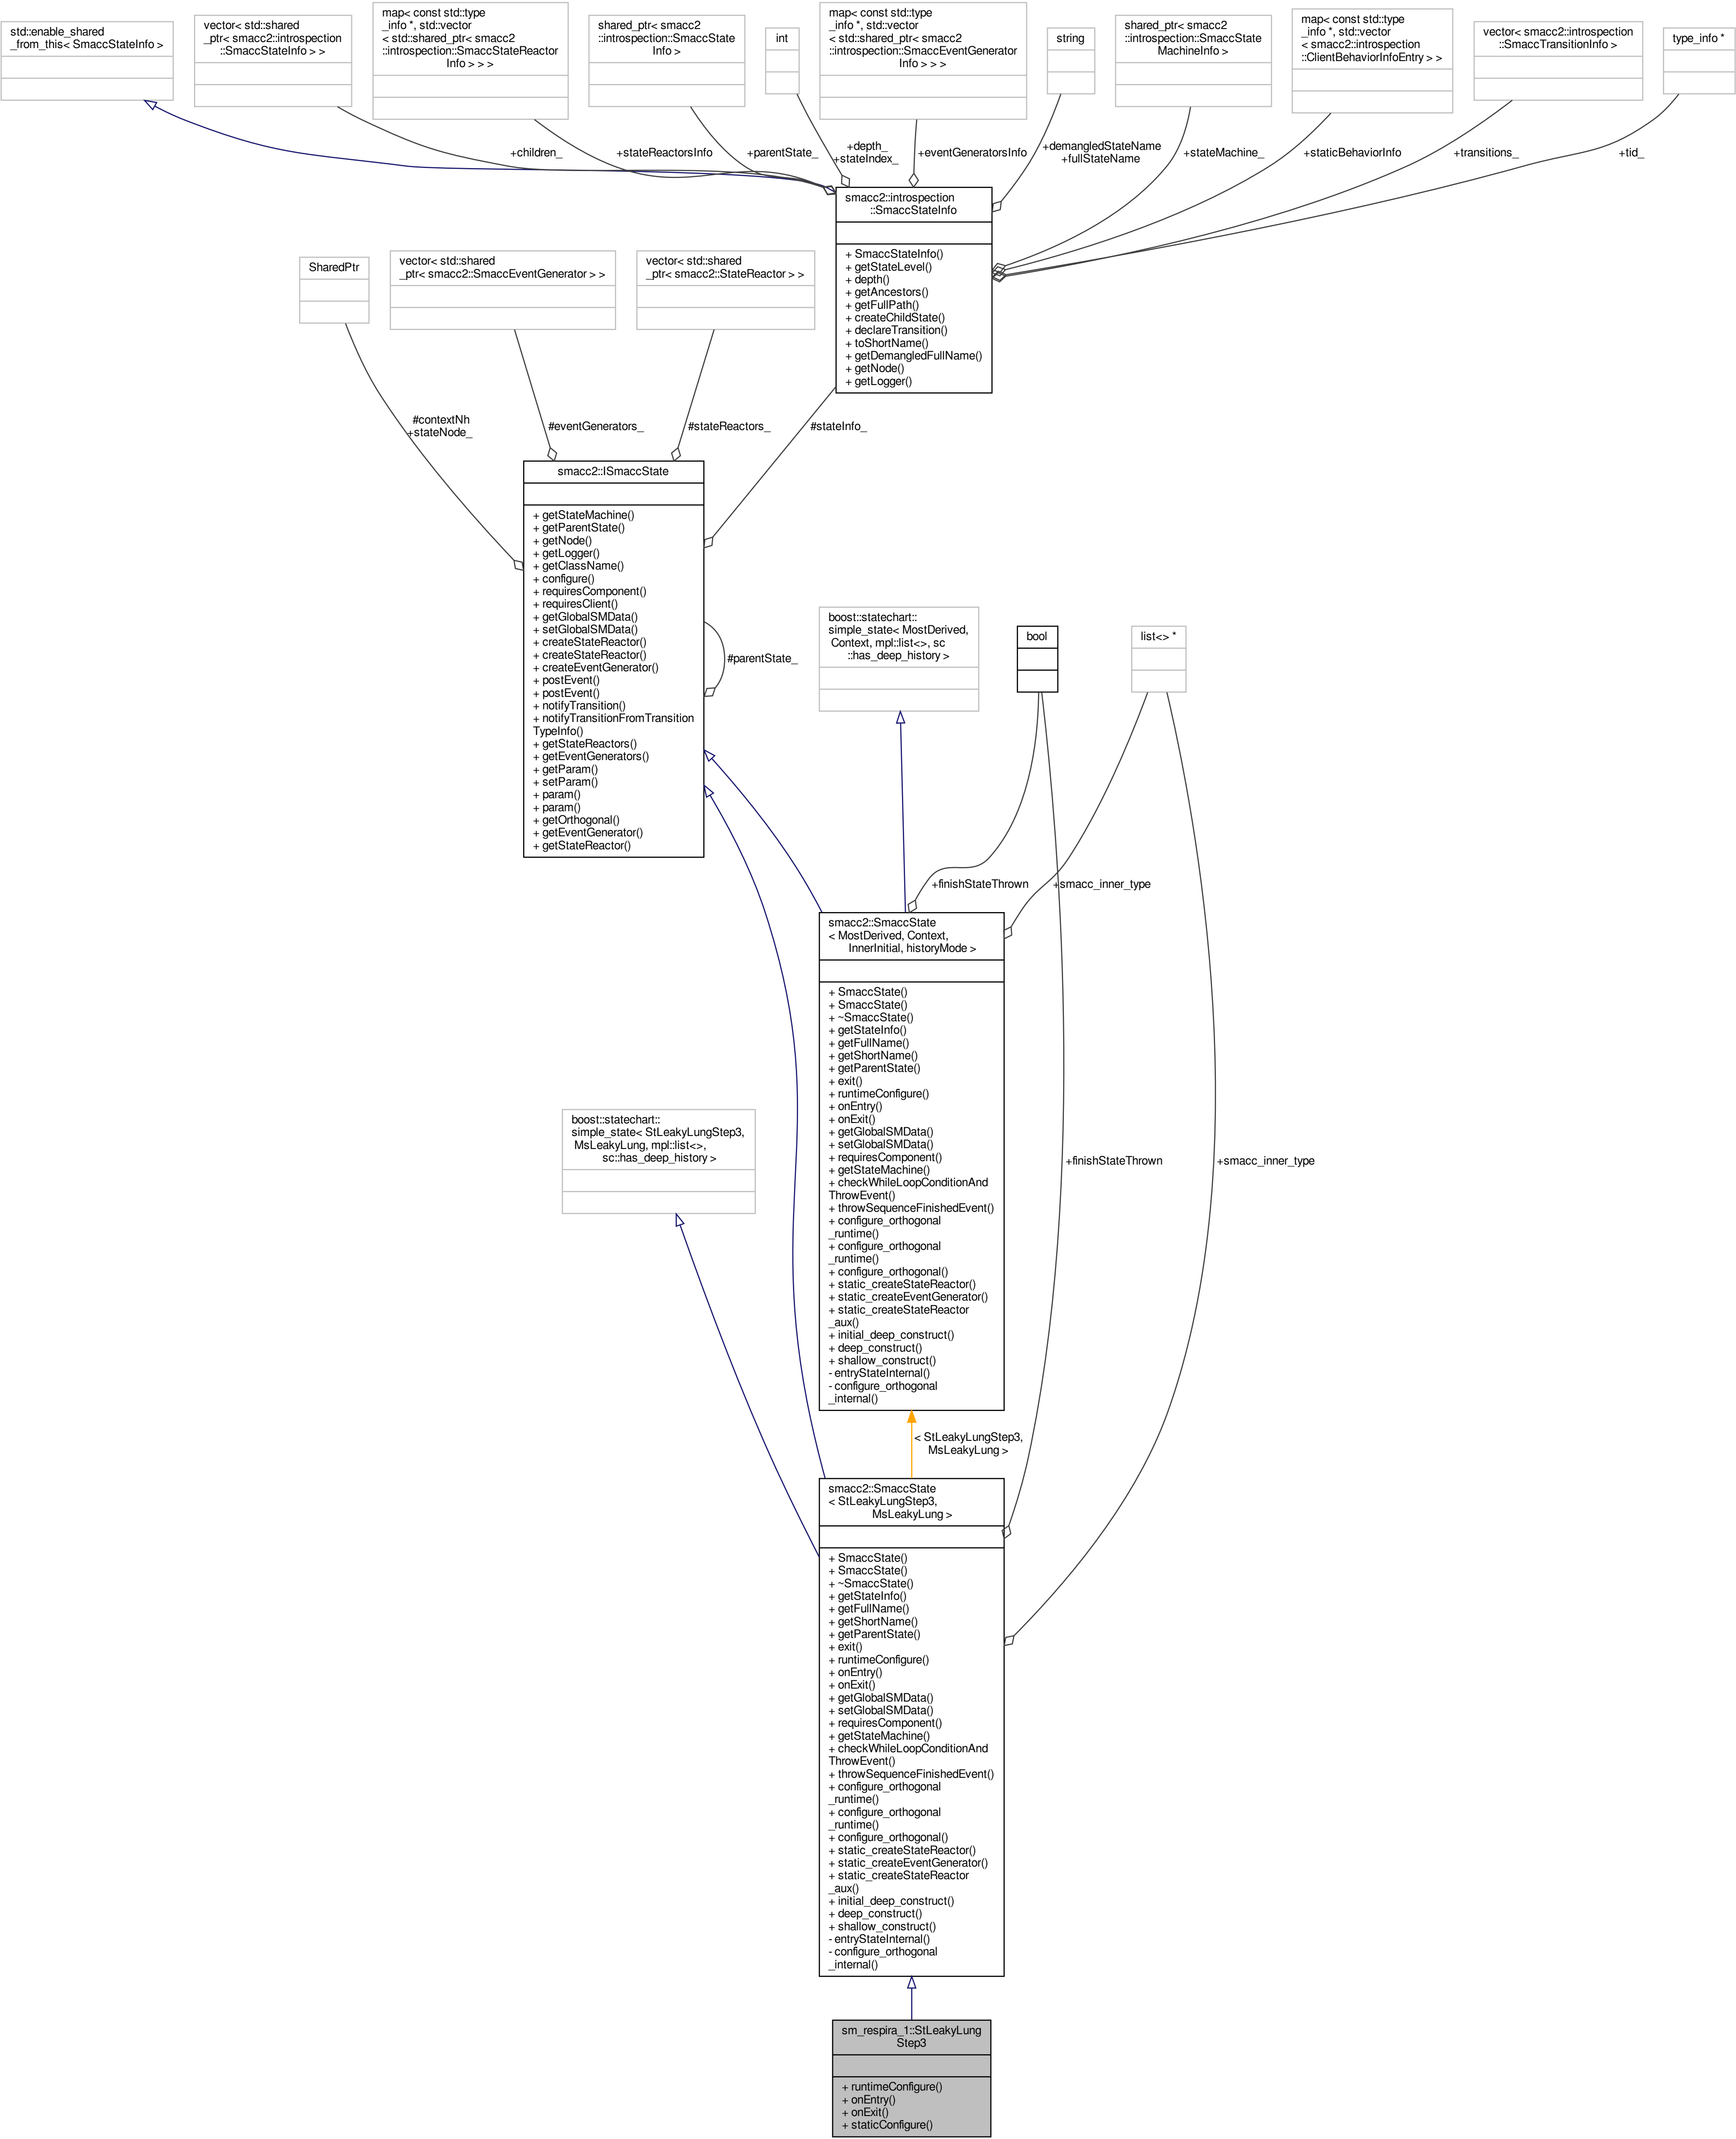 std::enable_shared
_from_this< SmaccStateInfo >
vector< std::shared
_ptr< smacc2::introspection
::SmaccStateInfo > >
map< const std::type
_info *, std::vector
< std::shared_ptr< smacc2
::introspection::SmaccStateReactor
Info > > >
shared_ptr< smacc2
::introspection::SmaccState
Info >
int
map< const std::type
_info *, std::vector
< std::shared_ptr< smacc2
::introspection::SmaccEventGenerator
Info > > >
string
shared_ptr< smacc2
::introspection::SmaccState
MachineInfo >
map< const std::type
_info *, std::vector
< smacc2::introspection
::ClientBehaviorInfoEntry > >
vector< smacc2::introspection
::SmaccTransitionInfo >
type_info *
+children_
+stateReactorsInfo
+parentState_
+depth_
+stateIndex_
+eventGeneratorsInfo
+demangledStateName
+fullStateName
+stateMachine_
+staticBehaviorInfo
+transitions_
+tid_
smacc2::introspection
::SmaccStateInfo
+ SmaccStateInfo()
+ getStateLevel()
+ depth()
+ getAncestors()
+ getFullPath()
+ createChildState()
+ declareTransition()
+ toShortName()
+ getDemangledFullName()
+ getNode()
+ getLogger()
SharedPtr
vector< std::shared
_ptr< smacc2::SmaccEventGenerator > >
vector< std::shared
_ptr< smacc2::StateReactor > >
#contextNh
+stateNode_
#eventGenerators_
#stateReactors_
#stateInfo_
smacc2::ISmaccState
+ getStateMachine()
+ getParentState()
+ getNode()
+ getLogger()
+ getClassName()
+ configure()
+ requiresComponent()
+ requiresClient()
+ getGlobalSMData()
+ setGlobalSMData()
+ createStateReactor()
+ createStateReactor()
+ createEventGenerator()
+ postEvent()
+ postEvent()
+ notifyTransition()
+ notifyTransitionFromTransition
TypeInfo()
+ getStateReactors()
+ getEventGenerators()
+ getParam()
+ setParam()
+ param()
+ param()
+ getOrthogonal()
+ getEventGenerator()
+ getStateReactor()
#parentState_
boost::statechart::
simple_state< MostDerived,
Context, mpl::list<>, sc
::has_deep_history >
bool
list<> *
+finishStateThrown
+smacc_inner_type
smacc2::SmaccState
< MostDerived, Context,
InnerInitial, historyMode >
+ SmaccState()
+ SmaccState()
+ ~SmaccState()
+ getStateInfo()
+ getFullName()
+ getShortName()
+ getParentState()
+ exit()
+ runtimeConfigure()
+ onEntry()
+ onExit()
+ getGlobalSMData()
+ setGlobalSMData()
+ requiresComponent()
+ getStateMachine()
+ checkWhileLoopConditionAnd
ThrowEvent()
+ throwSequenceFinishedEvent()
+ configure_orthogonal
_runtime()
+ configure_orthogonal
_runtime()
+ configure_orthogonal()
+ static_createStateReactor()
+ static_createEventGenerator()
+ static_createStateReactor
_aux()
+ initial_deep_construct()
+ deep_construct()
+ shallow_construct()
- entryStateInternal()
- configure_orthogonal
_internal()
boost::statechart::
simple_state< StLeakyLungStep3,
MsLeakyLung, mpl::list<>,
sc::has_deep_history >
+finishStateThrown
+smacc_inner_type
< StLeakyLungStep3,
MsLeakyLung >
smacc2::SmaccState
< StLeakyLungStep3,
MsLeakyLung >
+ SmaccState()
+ SmaccState()
+ ~SmaccState()
+ getStateInfo()
+ getFullName()
+ getShortName()
+ getParentState()
+ exit()
+ runtimeConfigure()
+ onEntry()
+ onExit()
+ getGlobalSMData()
+ setGlobalSMData()
+ requiresComponent()
+ getStateMachine()
+ checkWhileLoopConditionAnd
ThrowEvent()
+ throwSequenceFinishedEvent()
+ configure_orthogonal
_runtime()
+ configure_orthogonal
_runtime()
+ configure_orthogonal()
+ static_createStateReactor()
+ static_createEventGenerator()
+ static_createStateReactor
_aux()
+ initial_deep_construct()
+ deep_construct()
+ shallow_construct()
- entryStateInternal()
- configure_orthogonal
_internal()
sm_respira_1::StLeakyLung
Step3
+ runtimeConfigure()
+ onEntry()
+ onExit()
+ staticConfigure()